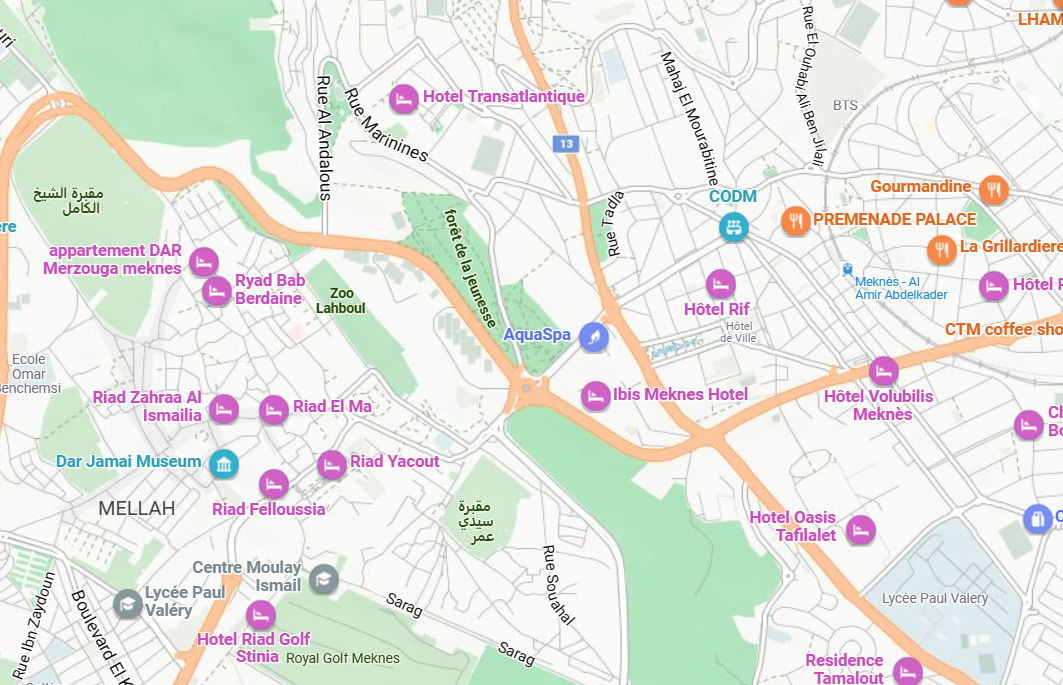 LHAM
Rue El Ouhabi Ali Ben Jilali
Mahaj El Mourabitine
Hotel Transatlantique
Rue Al Andalous
Rue Marinines
BTS
13
مقبرة الشيخ
الكامل
Gourmandine
CODM
PREMENADE PALACE
Rue Tadla
forêt de la jeunesse
appartement DAR
Merzouga meknes
La Grillardiere
Ryad Bab
Berdaine
Zoo
Lahboul
Meknès - Al
Amir Abdelkader
Hôtel
Hôtel Rif
Hôtel
de Ville
AquaSpa
CTM coffee sho
Ecole
Omar
Benchemsi
Ibis Meknes Hotel
Hôtel Volubilis
Meknès
Riad Zahraa Al
Ismailia
Riad El Ma
Dar Jamai Museum
Riad Yacout
MELLAH
Riad Felloussia
مقبرة
سيدي
عمر
Hotel Oasis
Tafilalet
Centre Moulay
Ismail
Rue Souahal
Lycée Paul
Valéry
Lycée Paul Valery
Rue Ibn Zaydoun
Boulevard El
Sarag
Hotel Riad Golf
Stinia
Royal Golf Meknes
Sarag
Residence
Tamalout